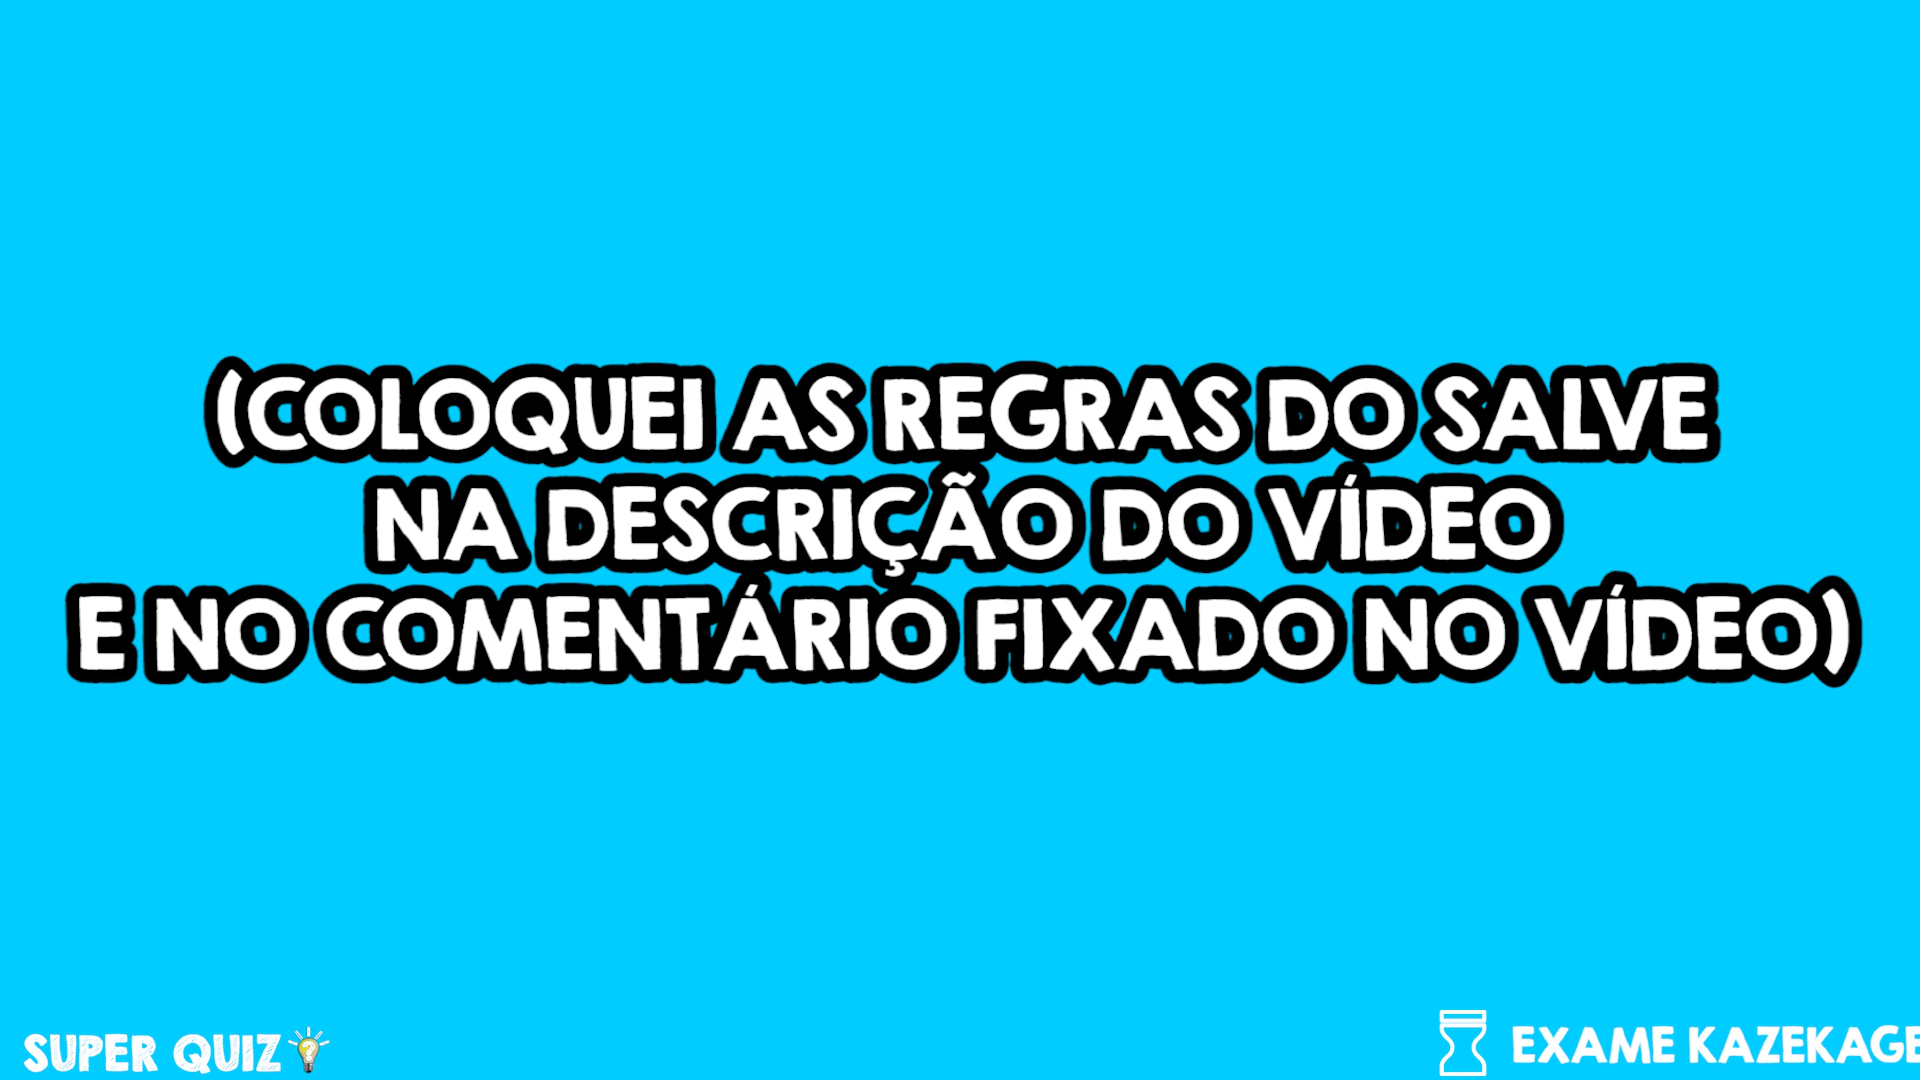 (COLOQUEI AS REGRAS DO SALVE
NA DESCRIÇÃO DO VÍDEO
E NO COMENTÁRIO FIXADO NO VÍDEO)
SUPER QUIZ
EXAME KAZEKAGE